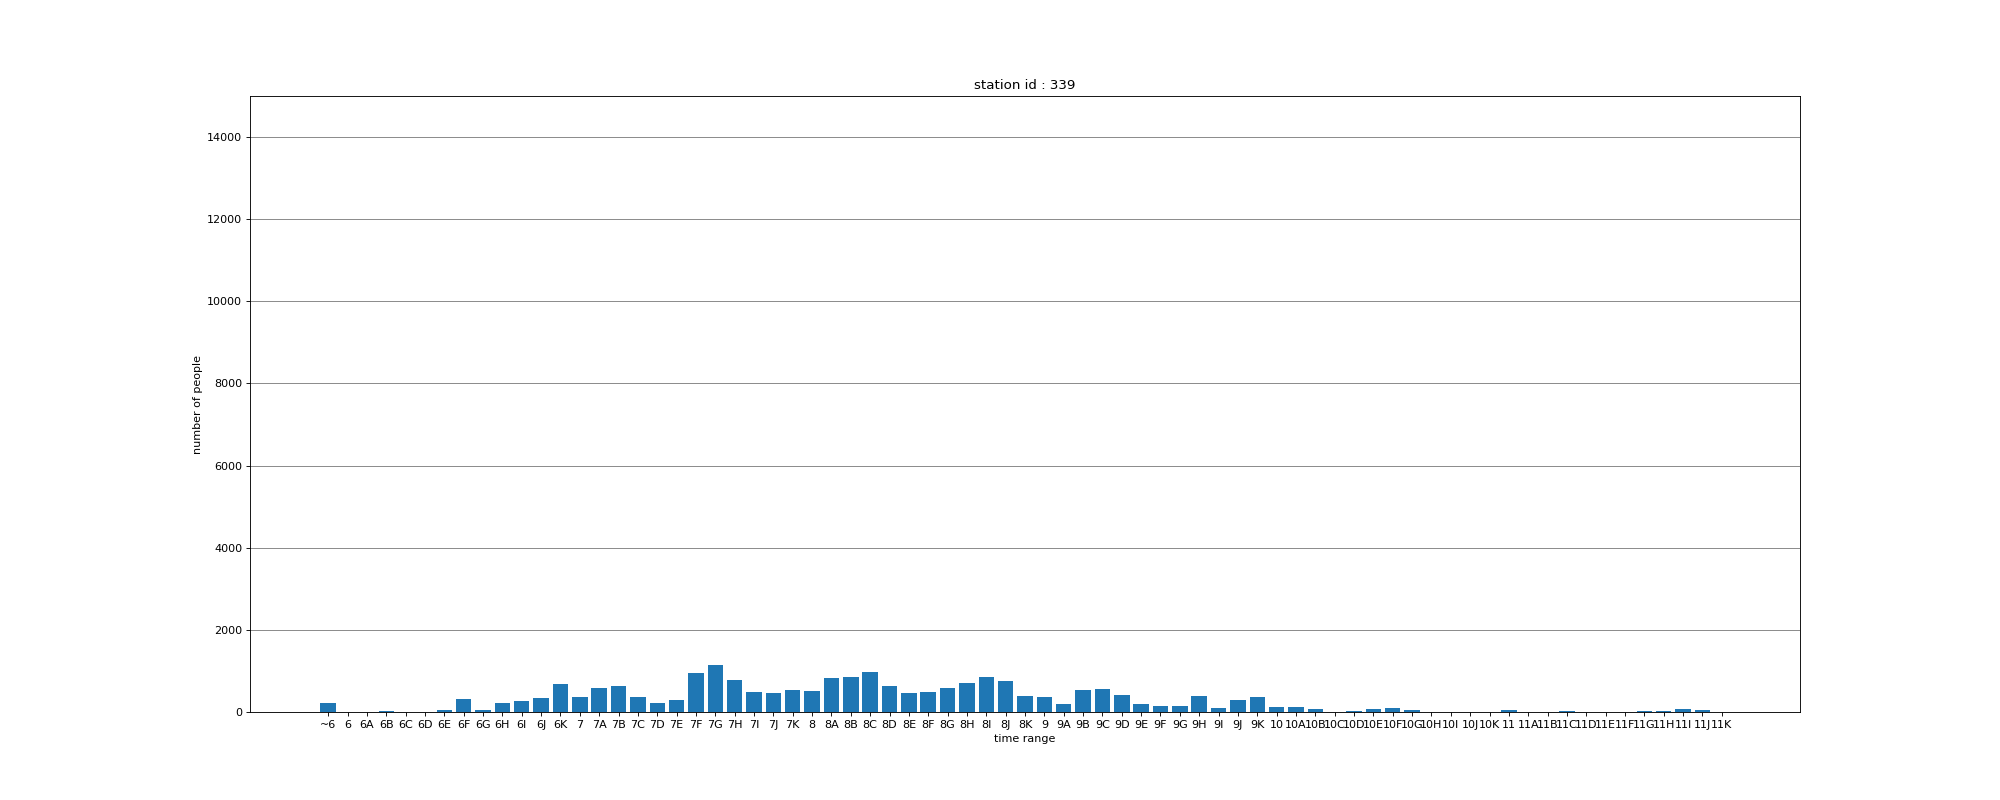 station id : 339
14000
12000
10000
8000
6000
4000
2000
0
number of people
~6 6 6A 6B 6C 6D 6E 6F 6G 6H 6I 6J 6K 7 7A 7B 7C 7D 7E 7F 7G 7H 7I 7J 7K 8 8A 8B 8C 8D 8E 8F 8G 8H 8I 8J 8K 9 9A 9B 9C 9D 9E 9F 9G 9H 9I 9J 9K 10 10A 10B 10C 10D 10E 10F 10G 10H 10I 10J 10K 11 11A 11B 11C 11D 11E 11F 11G 11H 11I 11J 11K
time range